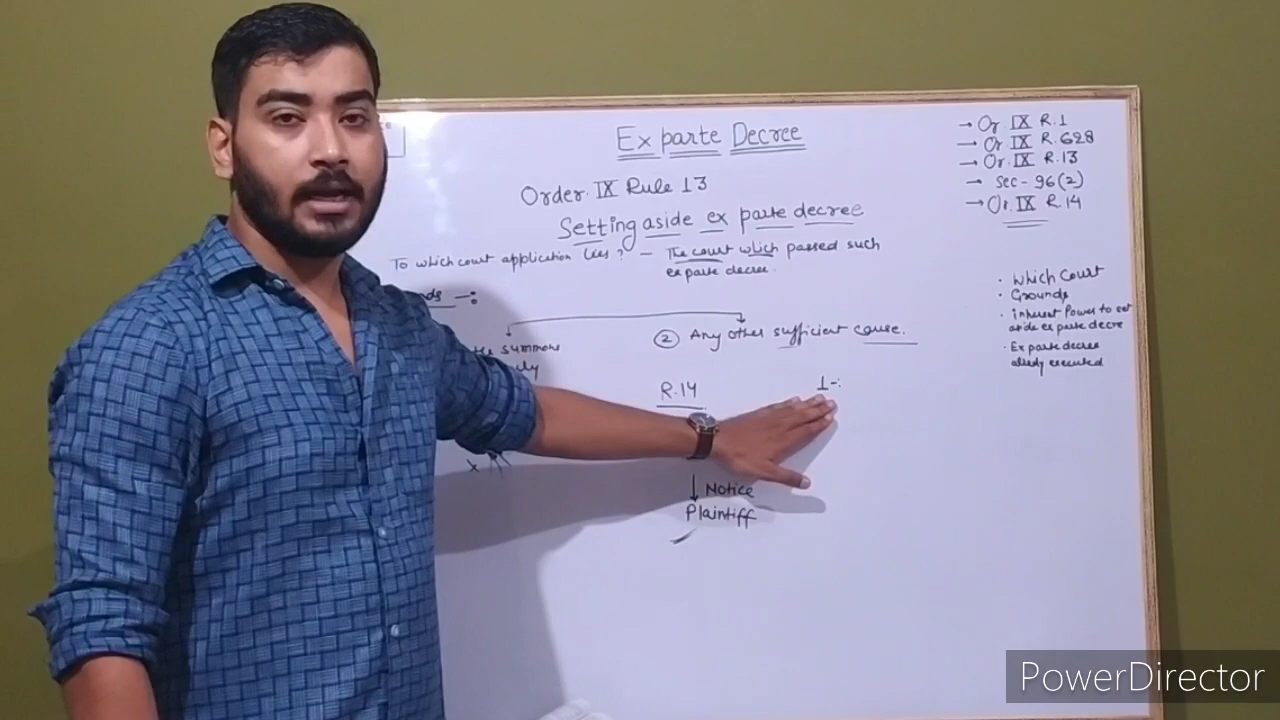 Ex parte Decree
Order. IX Rule 13
Setting aside ex parte decree
To which court application lies? - The court which passed such
ex parte decree.
② Any other sufficient cause.
summons
R.14
1-:
↓ Notice
Plaintiff
→ Or IX R.1
→ Or. IX R. 6&8
→ Or. IX R.13
→ Sec - 96(2)
→ Or. IX R.14
· Which Court
· Grounds
· inherent Power to set
aside ex parte decre
· Ex parte decree
already executed
PowerDirector